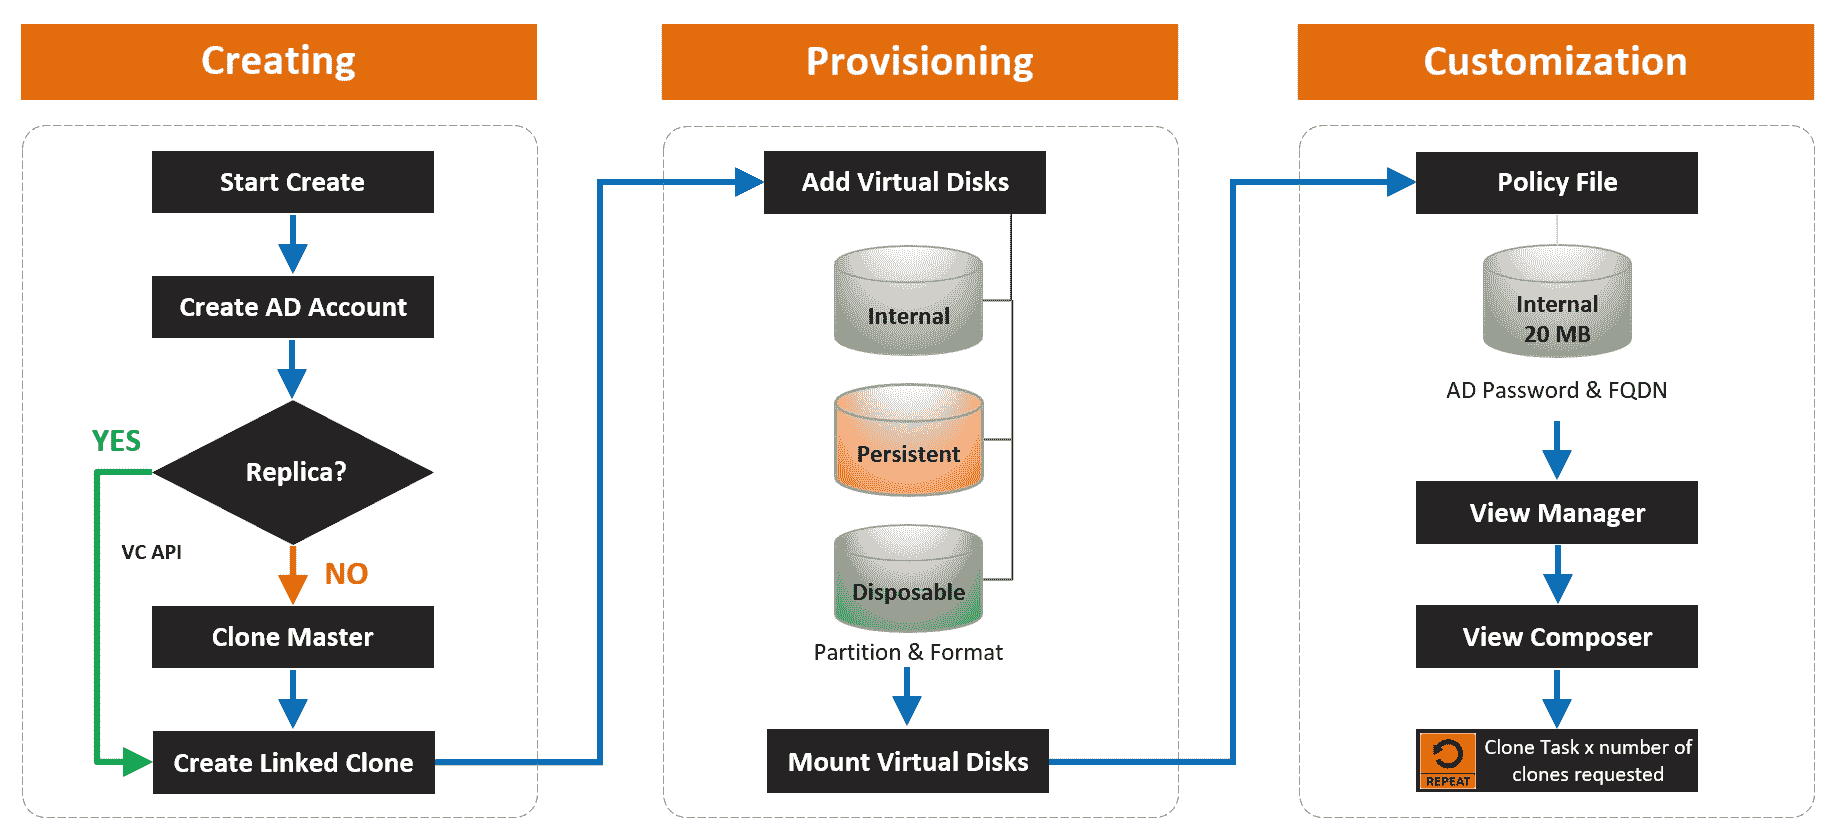 Creating
Start Create
Create AD Account
YES
Replica?
VC API
NO
Clone Master
Create Linked Clone
Provisioning
Add Virtual Disks
Internal
Persistent
Disposable
Partition & Format
Mount Virtual Disks
Customization
Policy File
Internal
20 MB
AD Password & FQDN
View Manager
View Composer
REPEAT
Clone Task x number of
clones requested